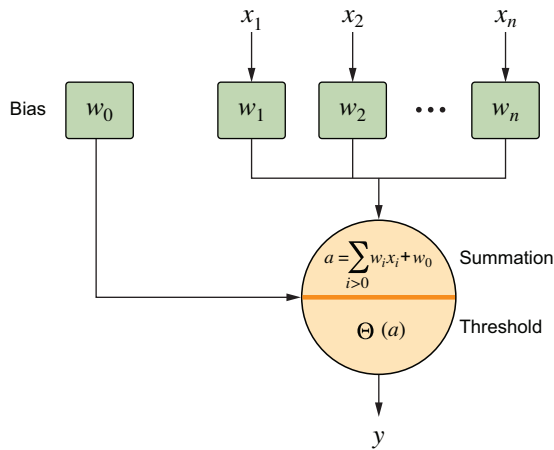 x₁ x₂ xₙ
Bias w₀ w₁ w₂ ••• wₙ
a = ∑ wᵢxᵢ + w₀ Summation
i>0
Θ (a) Threshold
y